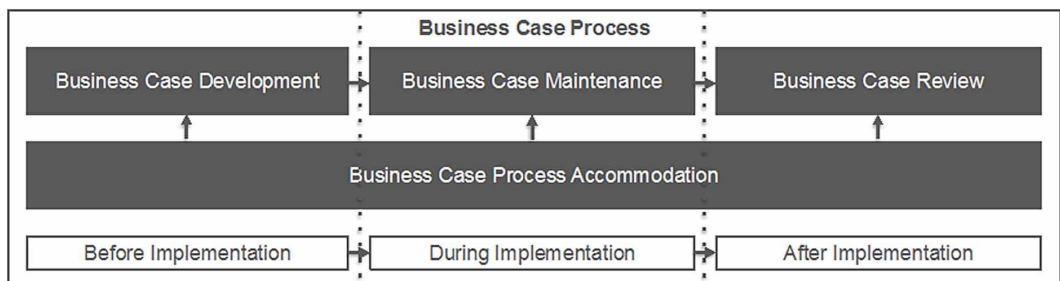 Business Case Process
Business Case Development
Business Case Maintenance
Business Case Review
Business Case Process Accommodation
Before Implementation
During Implementation
After Implementation